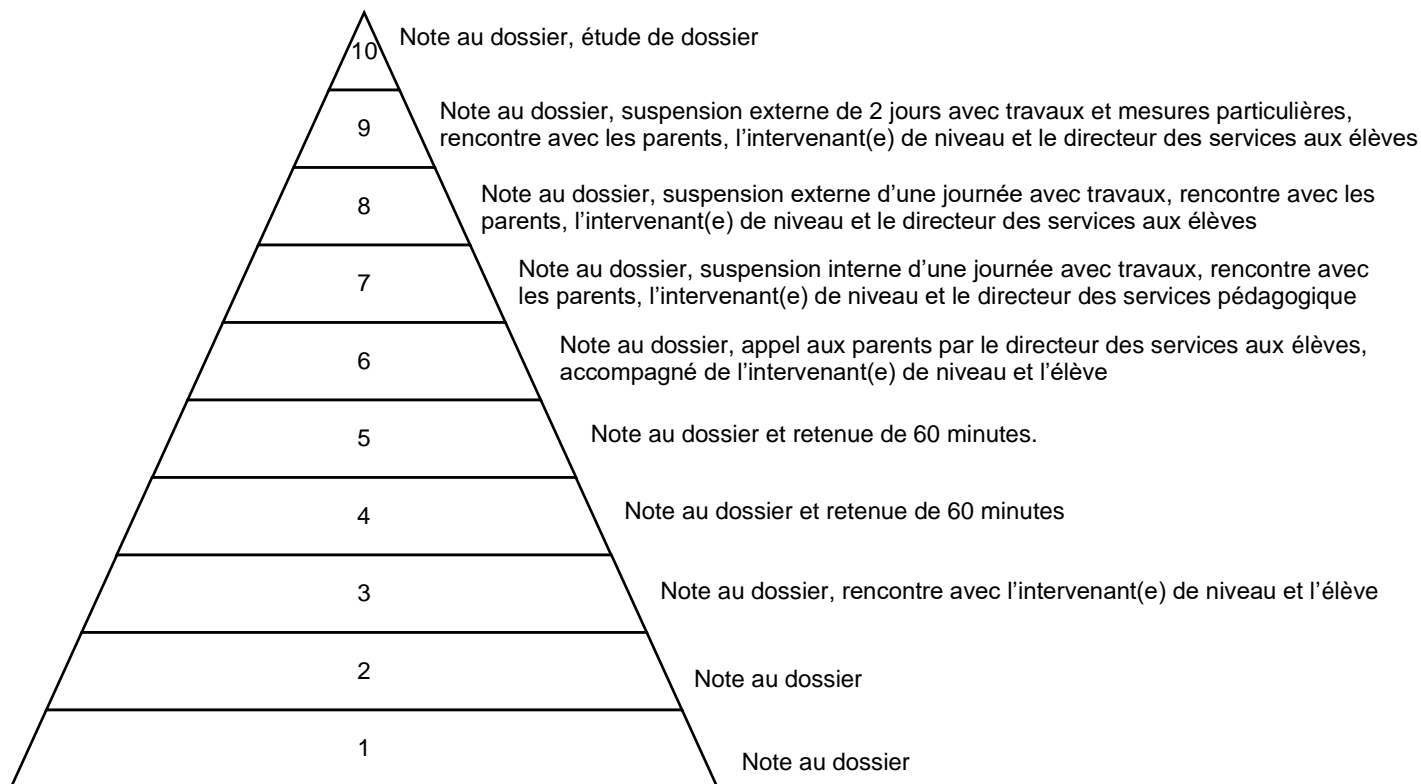 10
Note au dossier, étude de dossier
9
Note au dossier, suspension externe de 2 jours avec travaux et mesures particulières,
rencontre avec les parents, l’intervenant(e) de niveau et le directeur des services aux élèves
8
Note au dossier, suspension externe d’une journée avec travaux, rencontre avec les
parents, l’intervenant(e) de niveau et le directeur des services aux élèves
7
Note au dossier, suspension interne d’une journée avec travaux, rencontre avec
les parents, l’intervenant(e) de niveau et le directeur des services pédagogique
6
Note au dossier, appel aux parents par le directeur des services aux élèves,
accompagné de l’intervenant(e) de niveau et l’élève
5
Note au dossier et retenue de 60 minutes.
4
Note au dossier et retenue de 60 minutes
3
Note au dossier, rencontre avec l’intervenant(e) de niveau et l’élève
2
Note au dossier
1
Note au dossier